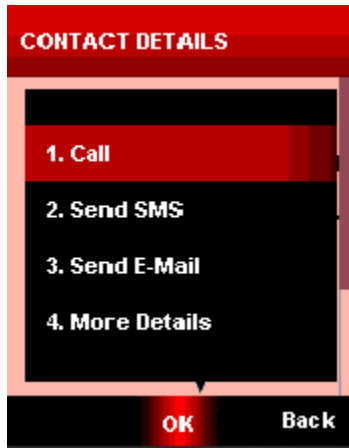 CONTACT DETAILS
1. Call
2. Send SMS
3. Send E-Mail
4. More Details
OK Back